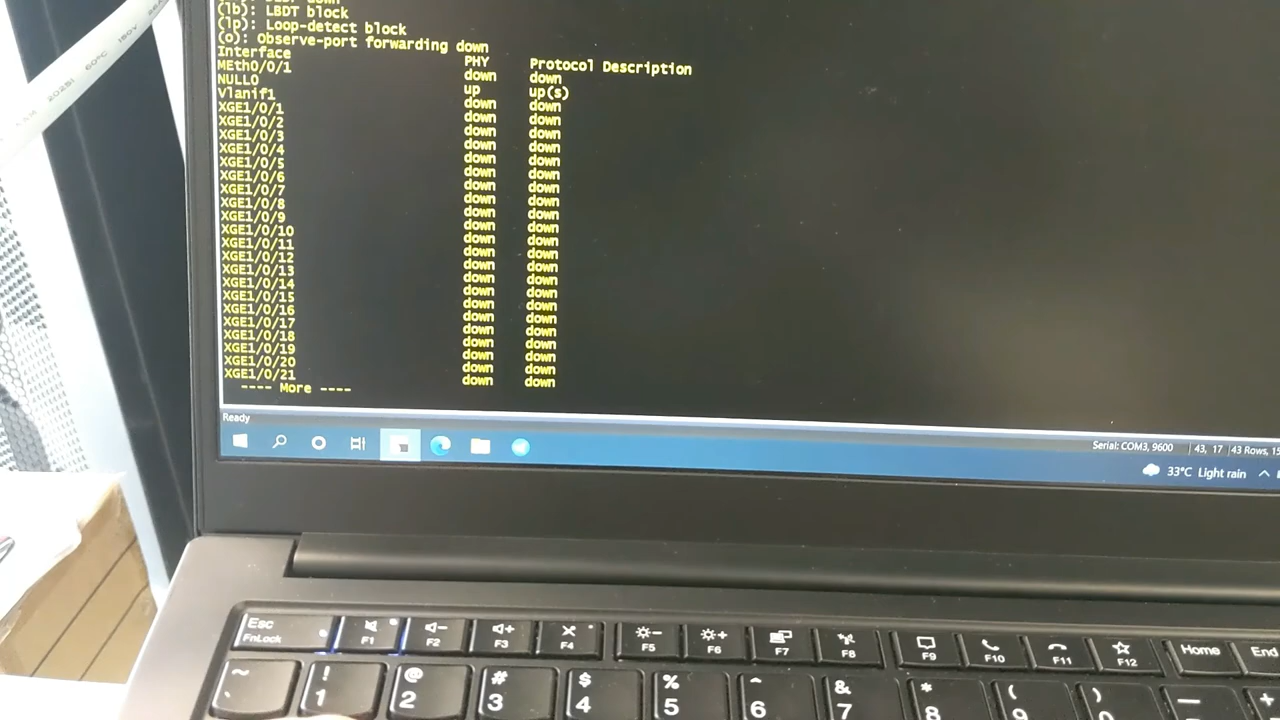 down
(lb): LBDT block
(lp): Loop-detect block
(o): Observe-port forwarding down
Interface PHY Protocol Description
MEth0/0/1 down down
NULL0 up up(s)
Vlanif1 down down
XGE1/0/1 down down
XGE1/0/2 down down
XGE1/0/3 down down
XGE1/0/4 down down
XGE1/0/5 down down
XGE1/0/6 down down
XGE1/0/7 down down
XGE1/0/8 down down
XGE1/0/9 down down
XGE1/0/10 down down
XGE1/0/11 down down
XGE1/0/12 down down
XGE1/0/13 down down
XGE1/0/14 down down
XGE1/0/15 down down
XGE1/0/16 down down
XGE1/0/17 down down
XGE1/0/18 down down
XGE1/0/19 down down
XGE1/0/20 down down
XGE1/0/21 down down
---- More ----
Ready
Serial: COM3, 9600 43, 17 43 Rows, 15
33°C Light rain
60°C 150V
Esc
FnLock
F1 F2 F3 F4 F5 F6 F7 F8 F9 F10 F11 F12 Home End
~ ! @ # $ % ^ & * ( ) — +
` 1 2 3 4 5 6 7 8 9 0